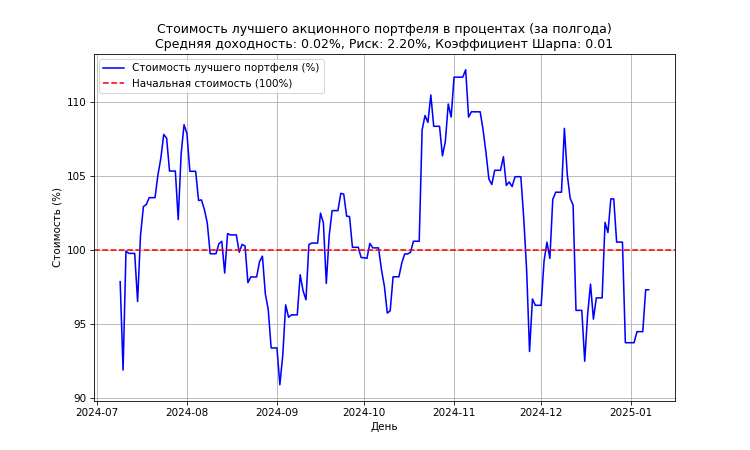 Стоимость лучшего акционного портфеля в процентах (за полгода)
Средняя доходность: 0.02%, Риск: 2.20%, Коэффициент Шарпа: 0.01
Стоимость лучшего портфеля (%)
Начальная стоимость (100%)
Стоимость (%)
110
105
100
95
90
2024-07
2024-08
2024-09
2024-10
2024-11
2024-12
2025-01
День